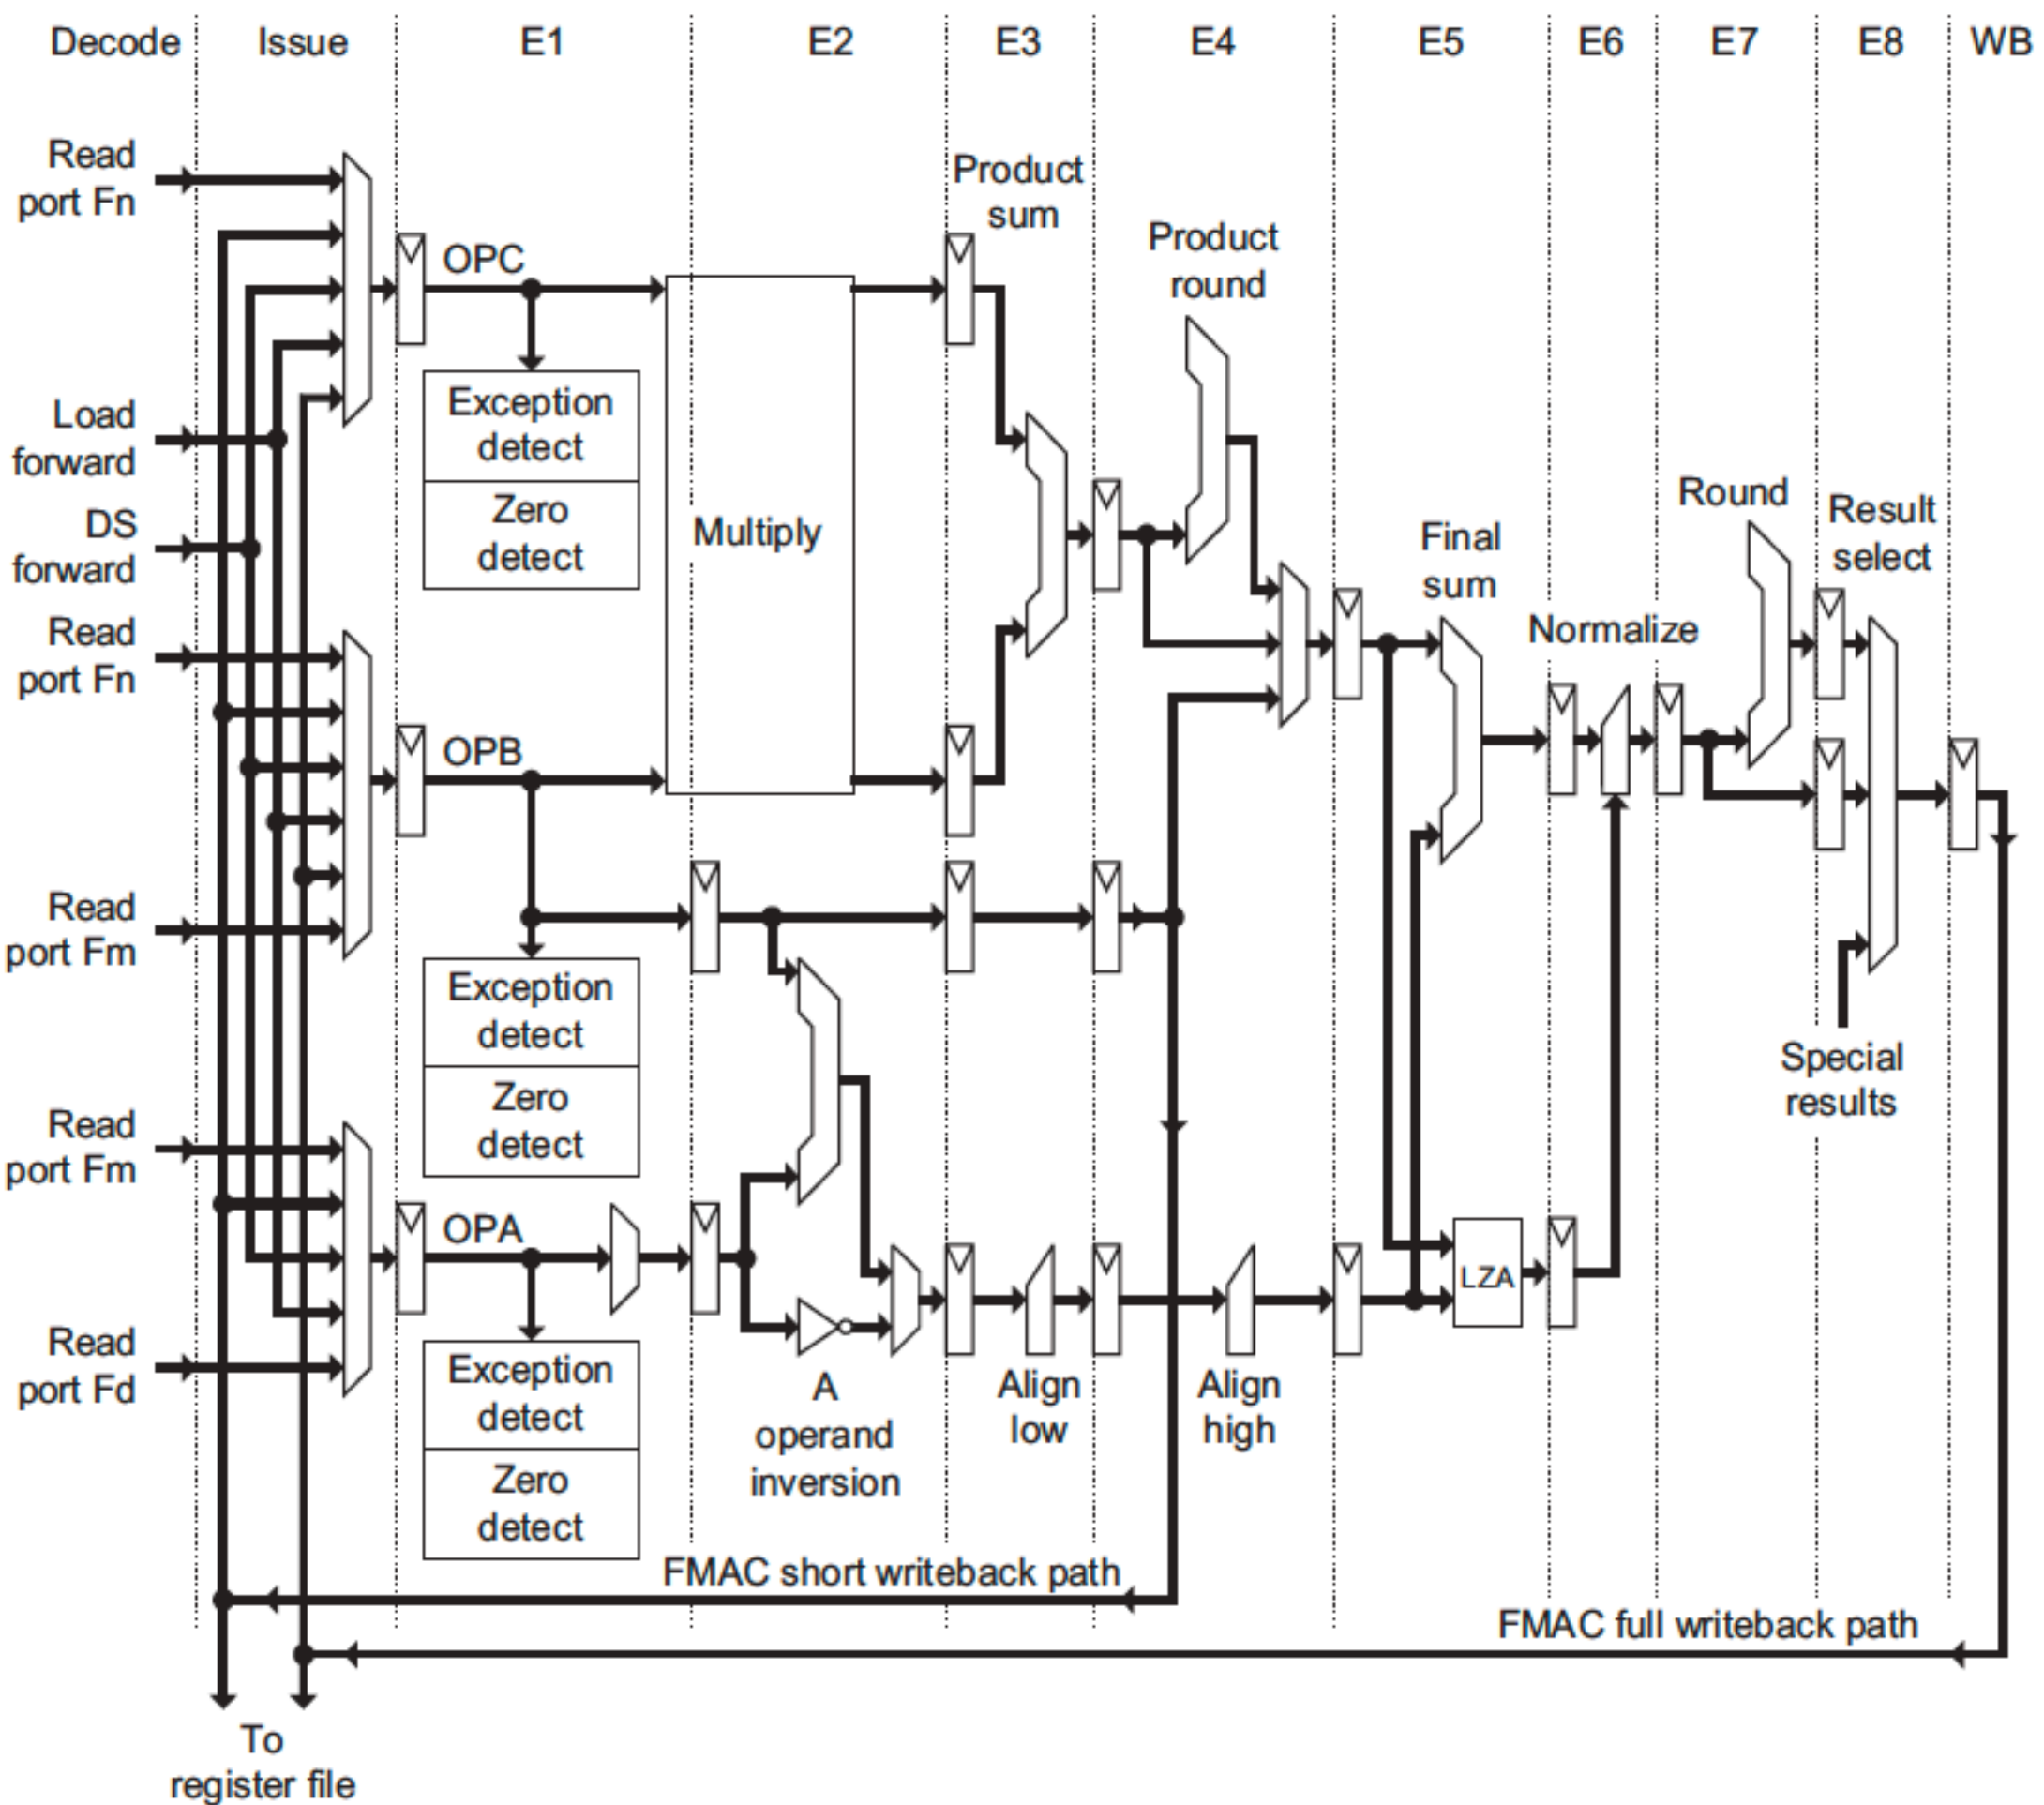 Decode
Issue
E1
E2
E3
E4
E5
E6
E7
E8
WB
Read
port Fn
Load
forward
DS
forward
Read
port Fn
Read
port Fm
Read
port Fm
Read
port Fd
OPC
Exception
detect
Zero
detect
OPB
Exception
detect
Zero
detect
OPA
Exception
detect
Zero
detect
Multiply
A
operand
inversion
Product
sum
Align
low
Product
round
Align
high
Final
sum
LZA
Normalize
Round
Result
select
Special
results
FMAC short writeback path
FMAC full writeback path
To
register file